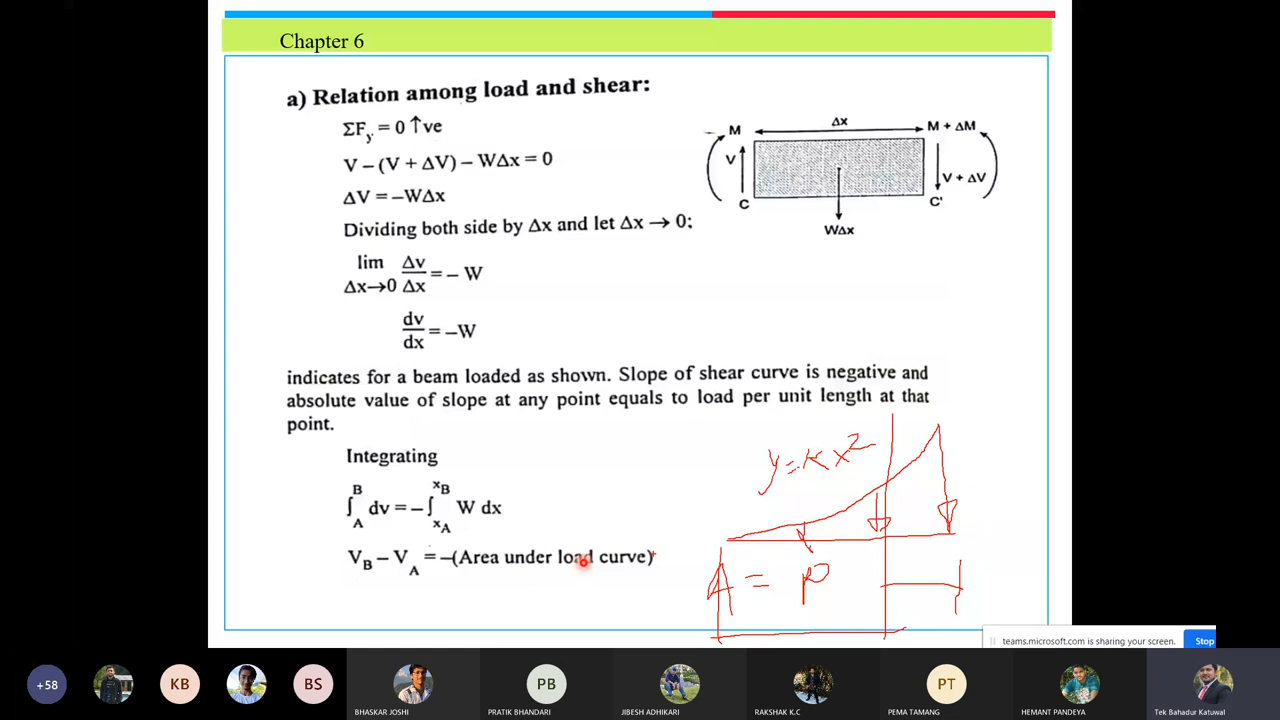 Chapter 6
a) Relation among load and shear:
ΣFy = 0 ↑ve
V – (V + ΔV) – WΔx = 0
ΔV = –WΔx
Dividing both side by Δx and let Δx → 0;
lim Δv
Δx→0 Δx = – W
dv
dx = –W
M Δx M + ΔM
V V + ΔV
C C'
WΔx
indicates for a beam loaded as shown. Slope of shear curve is negative and
absolute value of slope at any point equals to load per unit length at that
point.
Integrating
∫ₐᴮ dv = –∫ W dx
B xB
A xA
VB – VA = –(Area under load curve)
y=kx²
A =
teams.microsoft.com is sharing your screen. Stop
+58 KB BS PB PT
BHASKAR JOSHI PRATIK BHANDARI JIBESH ADHIKARI RAKSHAK K.C PEMA TAMANG HEMANT PANDEYA Tek Bahadur Katuwal